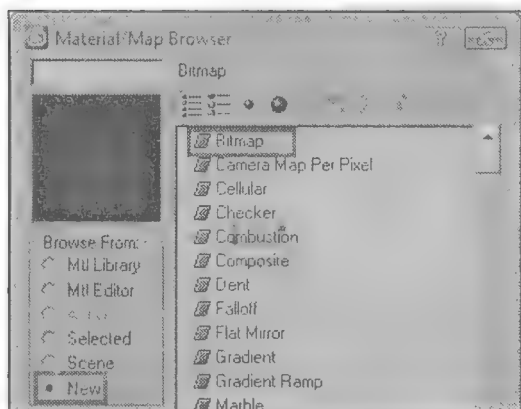 Material/Map Browser
Bitmap
Bitmap
Camera Map Per Pixel
Cellular
Checker
Combustion
Composite
Dent
Falloff
Flat Mirror
Gradient
Gradient Ramp
Marble
Browse From:
Mtl Library
Mtl Editor
Selected
Scene
New